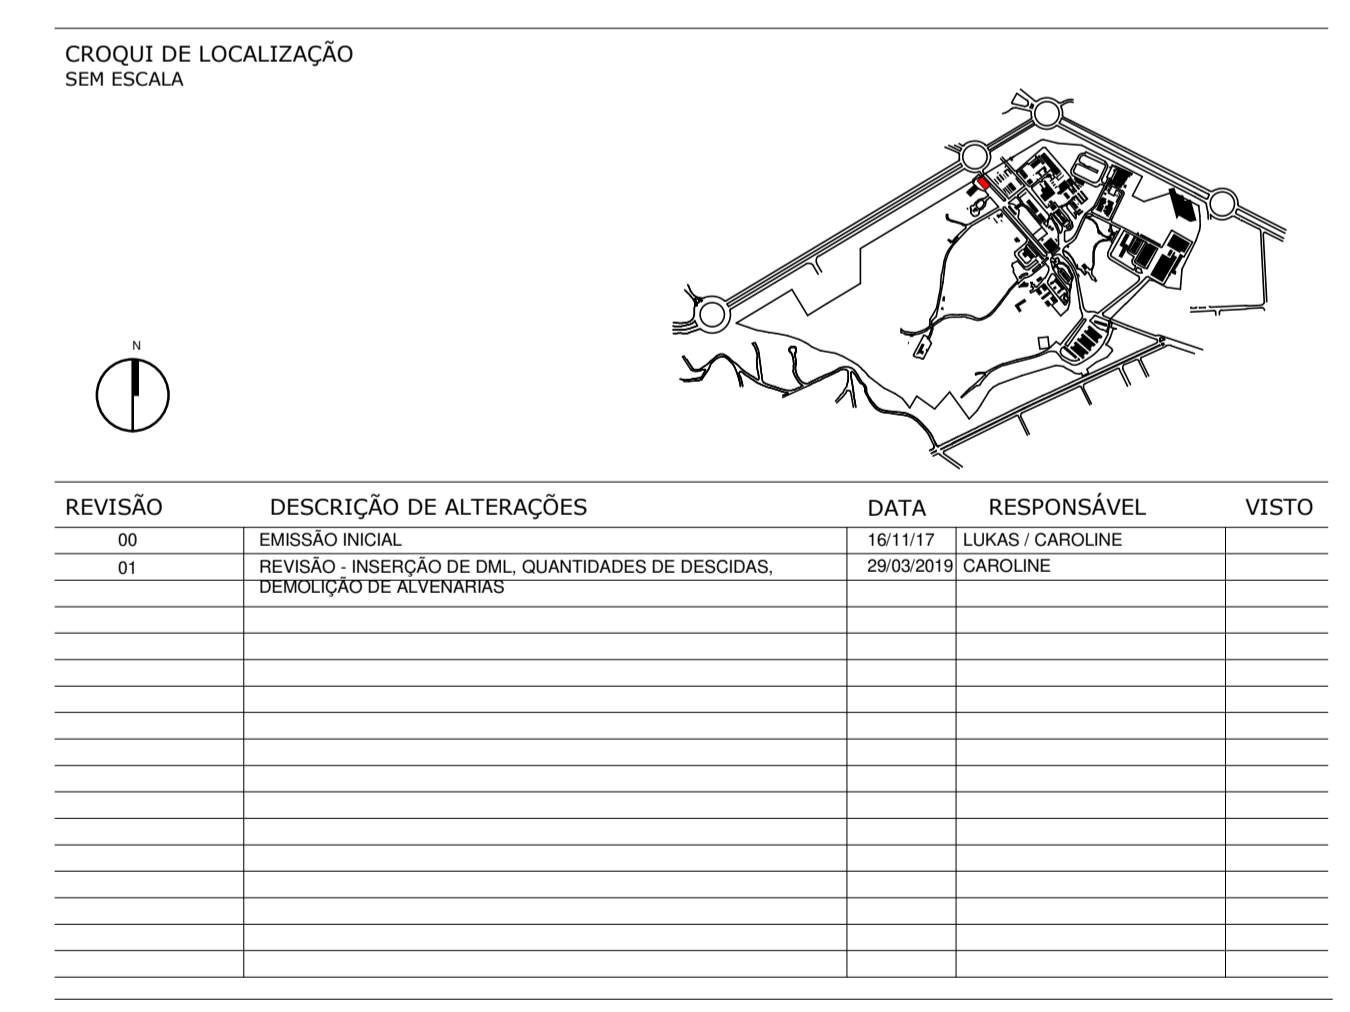 CROQUI DE LOCALIZAÇÃO
SEM ESCALA
N
REVISÃO DESCRIÇÃO DE ALTERAÇÕES DATA RESPONSÁVEL VISTO
00 EMISSÃO INICIAL 16/11/17 LUKAS / CAROLINE
01 REVISÃO - INSERÇÃO DE DML, QUANTIDADES DE DESCIDAS, 29/03/2019 CAROLINE
DEMOLIÇÃO DE ALVENARIAS